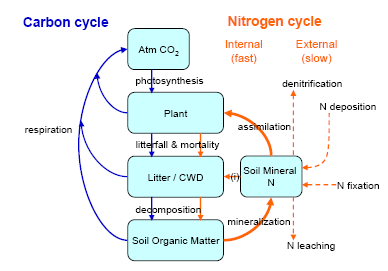 Carbon cycle
Nitrogen cycle
Internal
(fast)
External
(slow)
Atm CO₂
photosynthesis
denitrification
Plant
N deposition
assimilation
respiration
litterfall & mortality
Litter / CWD
(i)
Soil Mineral
N
N fixation
decomposition
mineralization
Soil Organic Matter
N leaching